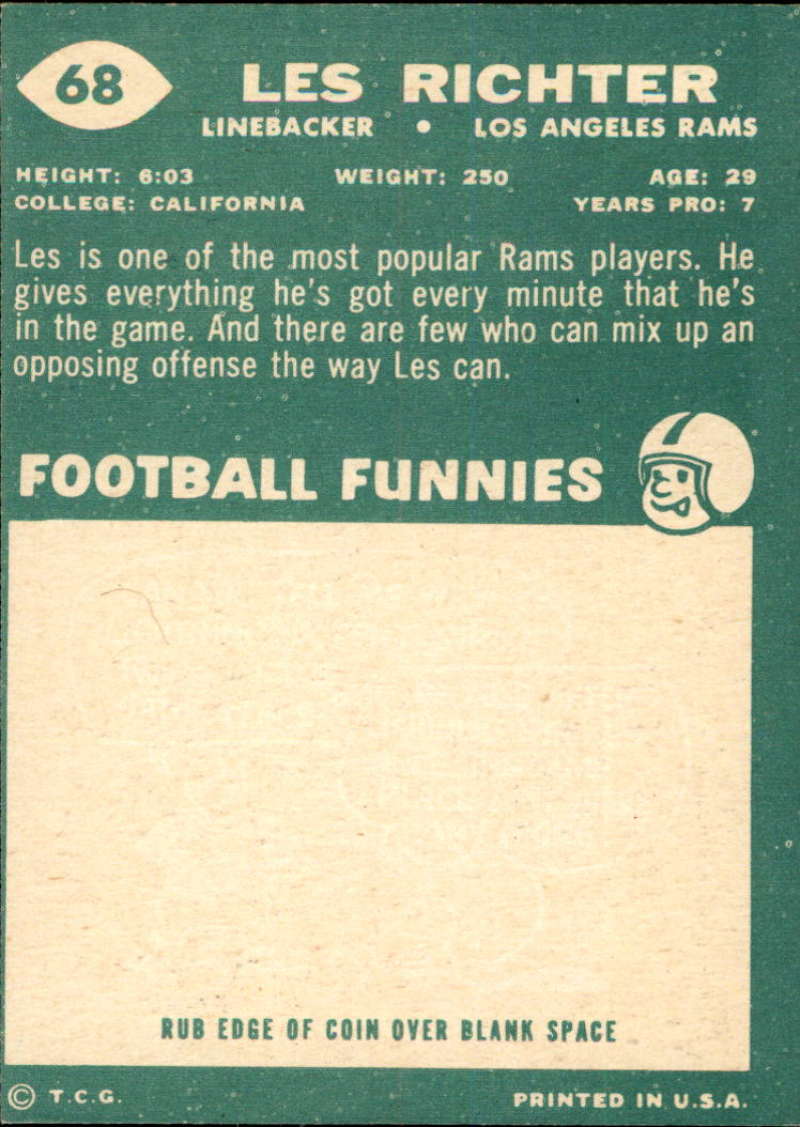 68
LES RICHTER
LINEBACKER • LOS ANGELES RAMS
HEIGHT: 6:03 WEIGHT: 250 AGE: 29
COLLEGE: CALIFORNIA YEARS PRO: 7
Les is one of the most popular Rams players. He
gives everything he's got every minute that he's
in the game. And there are few who can mix up an
opposing offense the way Les can.
FOOTBALL FUNNIES
RUB EDGE OF COIN OVER BLANK SPACE
© T.C.G. PRINTED IN U.S.A.